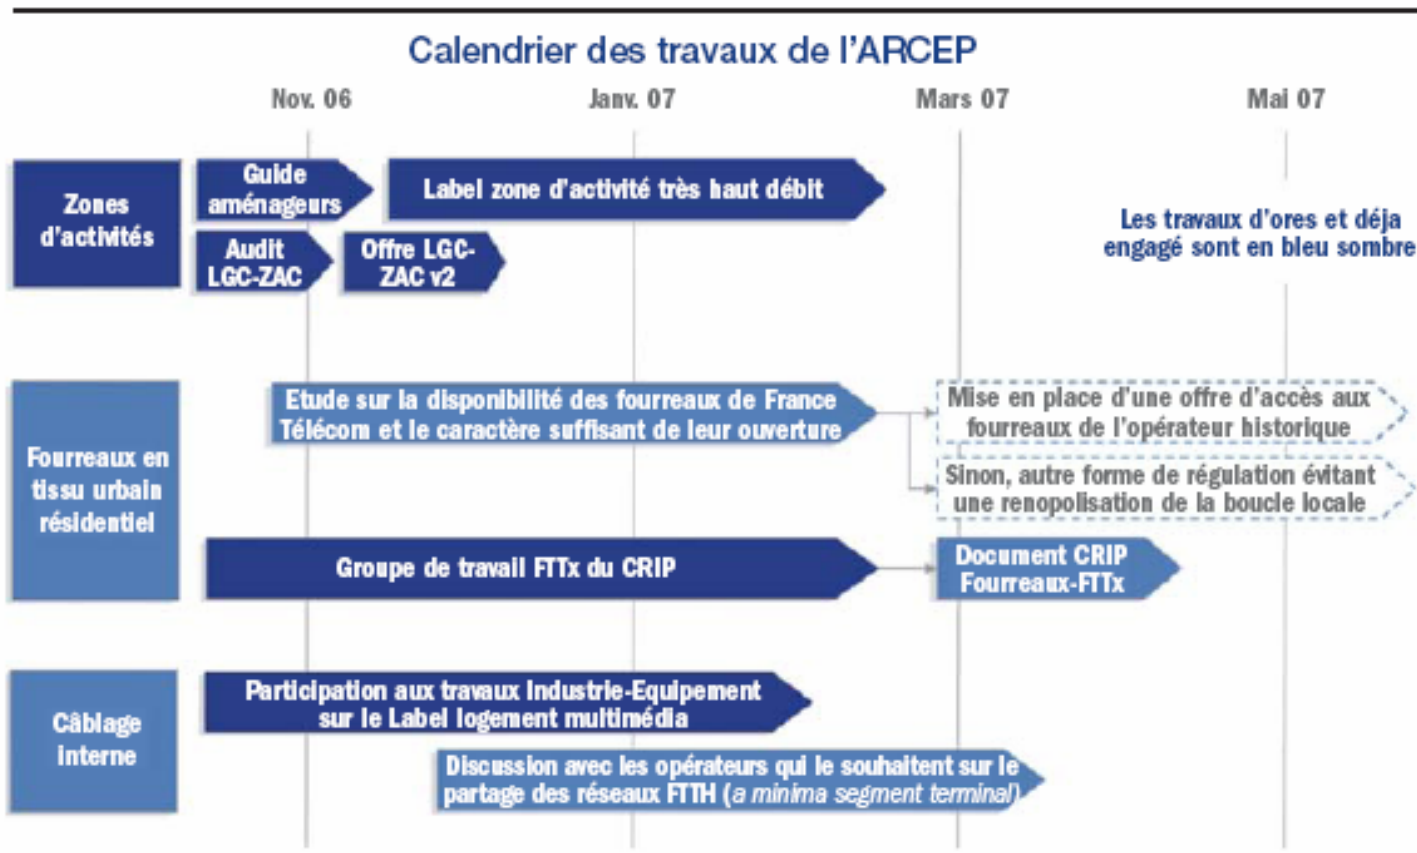 Calendrier des travaux de l'ARCEP
Nov. 06
Janv. 07
Mars 07
Mai 07
Zones
d'activités
Guide
aménageurs
Label zone d'activité très haut débit
Audit
LGC-ZAC
Offre LGC-
ZAC v2
Les travaux d'ores et déja
engagé sont en bleu sombre
Fourreaux en
tissu urbain
résidentiel
Etude sur la disponibilité des fourreaux de France
Télécom et le caractère suffisant de leur ouverture
Mise en place d'une offre d'accès aux
fourreaux de l'opérateur historique
Sinon, autre forme de régulation évitant
une renopolisation de la boucle locale
Groupe de travail FTTx du CRIP
Document CRIP
Fourreaux-FTTx
Câblage
interne
Participation aux travaux Industrie-Equipement
sur le Label logement multimédia
Discussion avec les opérateurs qui le souhaitent sur le
partage des réseaux FTTH (a minima segment terminal)